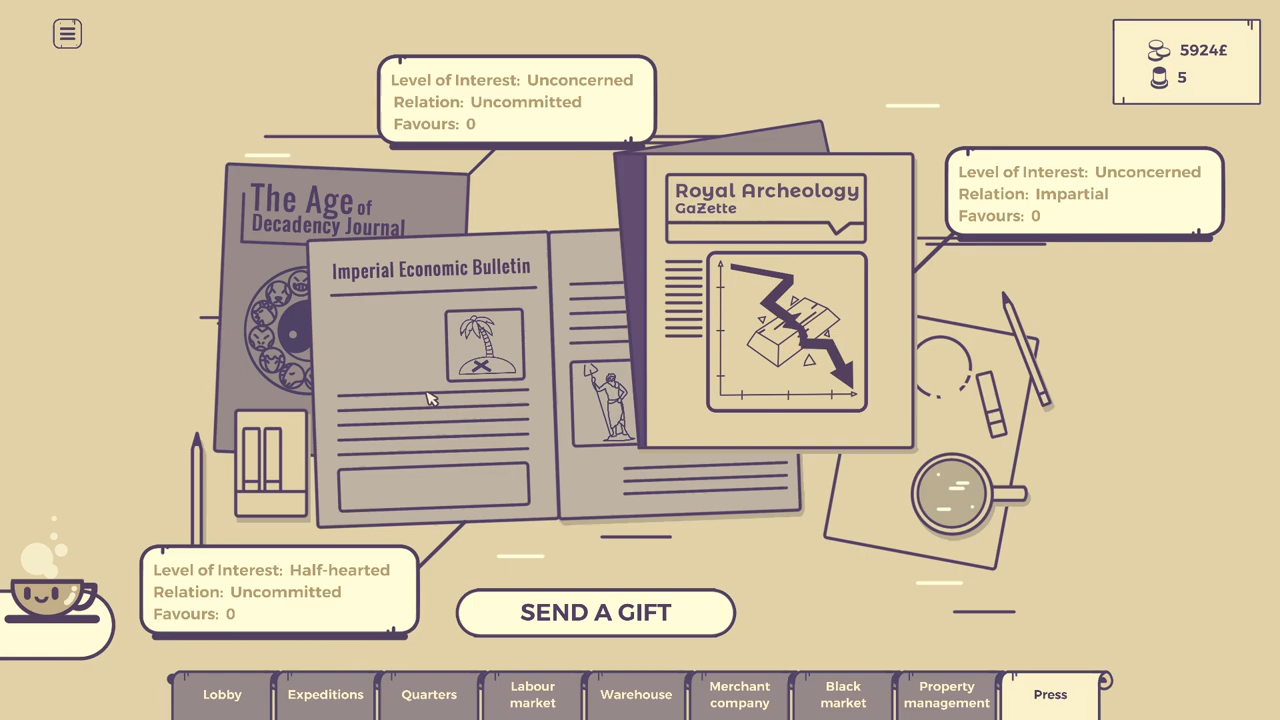 5924£
5
Level of Interest: Unconcerned
Relation: Uncommitted
Favours: 0
Level of Interest: Unconcerned
Relation: Impartial
Favours: 0
The Age of
Decadency Journal
Imperial Economic Bulletin
Royal Archeology
GaZette
Level of Interest: Half-hearted
Relation: Uncommitted
Favours: 0
SEND A GIFT
Lobby
Expeditions
Quarters
Labour
market
Warehouse
Merchant
company
Black
market
Property
management
Press